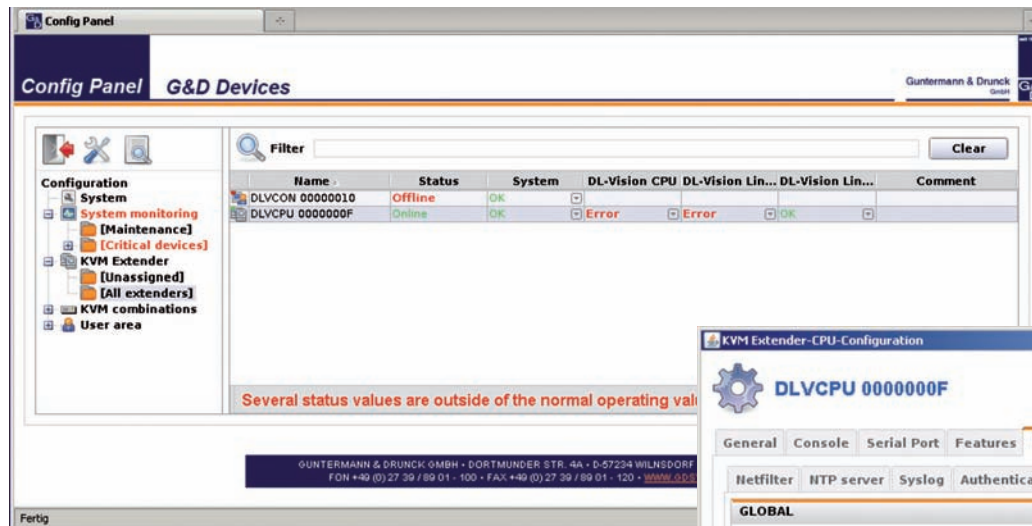 Config Panel
Config Panel G&D Devices
Guntermann & Drunck
GmbH
Filter
Clear
Configuration
System
System monitoring
[Maintenance]
[Critical devices]
KVM Extender
[Unassigned]
[All extenders]
KVM combinations
User area
Name Status System DL-Vision CPU DL-Vision Lin... DL-Vision Lin... Comment
DLVCON 00000010 Offline OK
DLVCPU 0000000F Online OK Error Error OK
Several status values are outside of the normal operating valu
GUNTERMANN & DRUNCK GMBH • DORTMUNDER STR. 4A • D-57234 WILNSDORF
FON +49 (0) 27 39 / 89 01 - 100 • FAX +49 (0) 27 39 / 89 01 - 120 •
Fertig
KVM Extender-CPU-Configuration
DLVCPU 0000000F
General Console Serial Port Features
Netfilter NTP server Syslog Authentica
GLOBAL